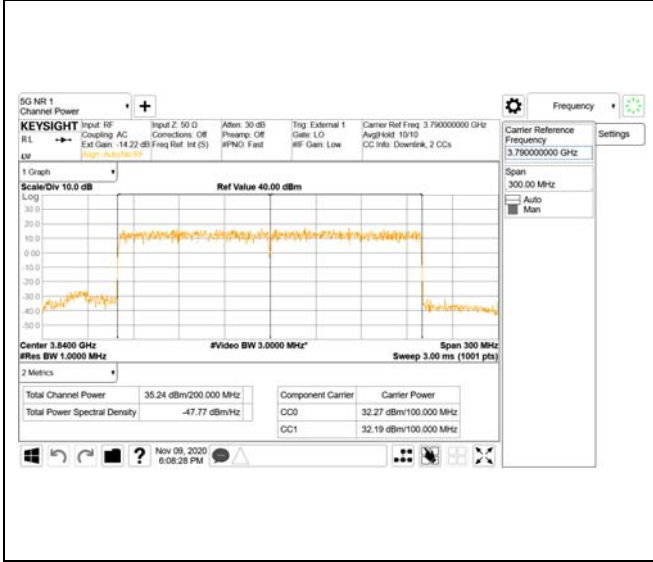 5G NR 1
Channel Power
Frequency
KEYSIGHT
Input: RF
Input Z: 50 Ω
Atten: 30 dB
Trig: External 1
Carrier Ref Freq: 3.790000000 GHz
RL
Coupling: AC
Corrections: Off
Preamp: Off
Gate: LO
Avg|Hold: 10/10
Ext Gain: -14.22 dB
Freq Ref: Int (S)
#PNO: Fast
#IF Gain: Low
CC Info: Downlink, 2 CCs
Align: Auto/No RF
Carrier Reference
Frequency
3.790000000 GHz
Settings
Span
300.00 MHz
Auto
Man
1 Graph
Scale/Div 10.0 dB
Ref Value 40.00 dBm
Log
30.0
20.0
10.0
0.00
-10.0
-20.0
-30.0
-40.0
-50.0
Center 3.8400 GHz
#Video BW 3.0000 MHz*
Span 300 MHz
#Res BW 1.0000 MHz
Sweep 3.00 ms (1001 pts)
2 Metrics
Total Channel Power
35.24 dBm/200.000 MHz
Total Power Spectral Density
-47.77 dBm/Hz
Component Carrier
Carrier Power
CC0
32.27 dBm/100.000 MHz
CC1
32.19 dBm/100.000 MHz
?
Nov 09, 2020
6:08:28 PM